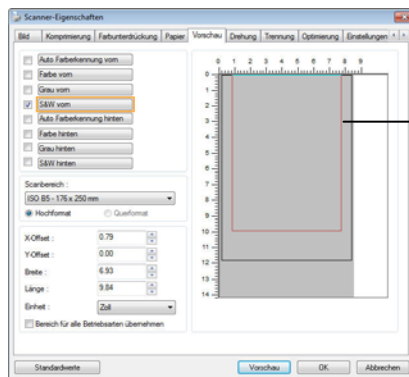 Scanner-Eigenschaften
Bild Komprimierung Farbunterdrückung Papier Vorschau Drehung Trennung Optimierung Einstellungen
Auto Farberkennung vorn
Farbe vorn
Grau vorn
S&W vorn
Auto Farberkennung hinten
Farbe hinten
Grau hinten
S&W hinten
Scanbereich :
ISO B5 - 176 x 250 mm
Hochformat Querformat
X-Offset : 0.79
Y-Offset : 0.00
Breite : 6.93
Länge : 9.84
Einheit : Zoll
Bereich für alle Betriebsarten übernehmen
0 1 2 3 4 5 6 7 8 9
0
1
2
3
4
5
6
7
8
9
10
11
12
13
14
Standardwerte Vorschau OK Abbrechen